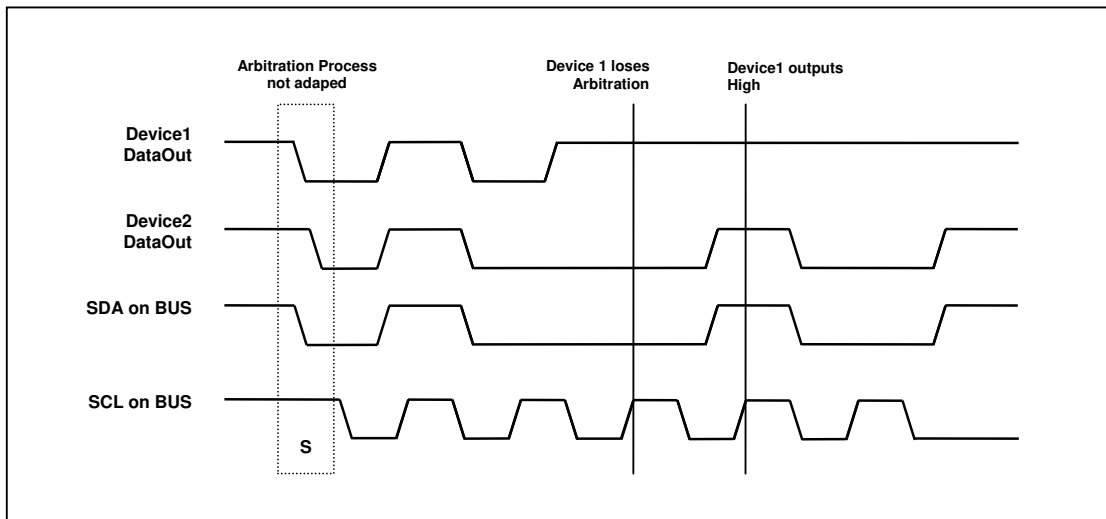 Arbitration Process
not adaped
Device 1 loses
Arbitration
Device1 outputs
High
Device1
DataOut
Device2
DataOut
SDA on BUS
SCL on BUS
S